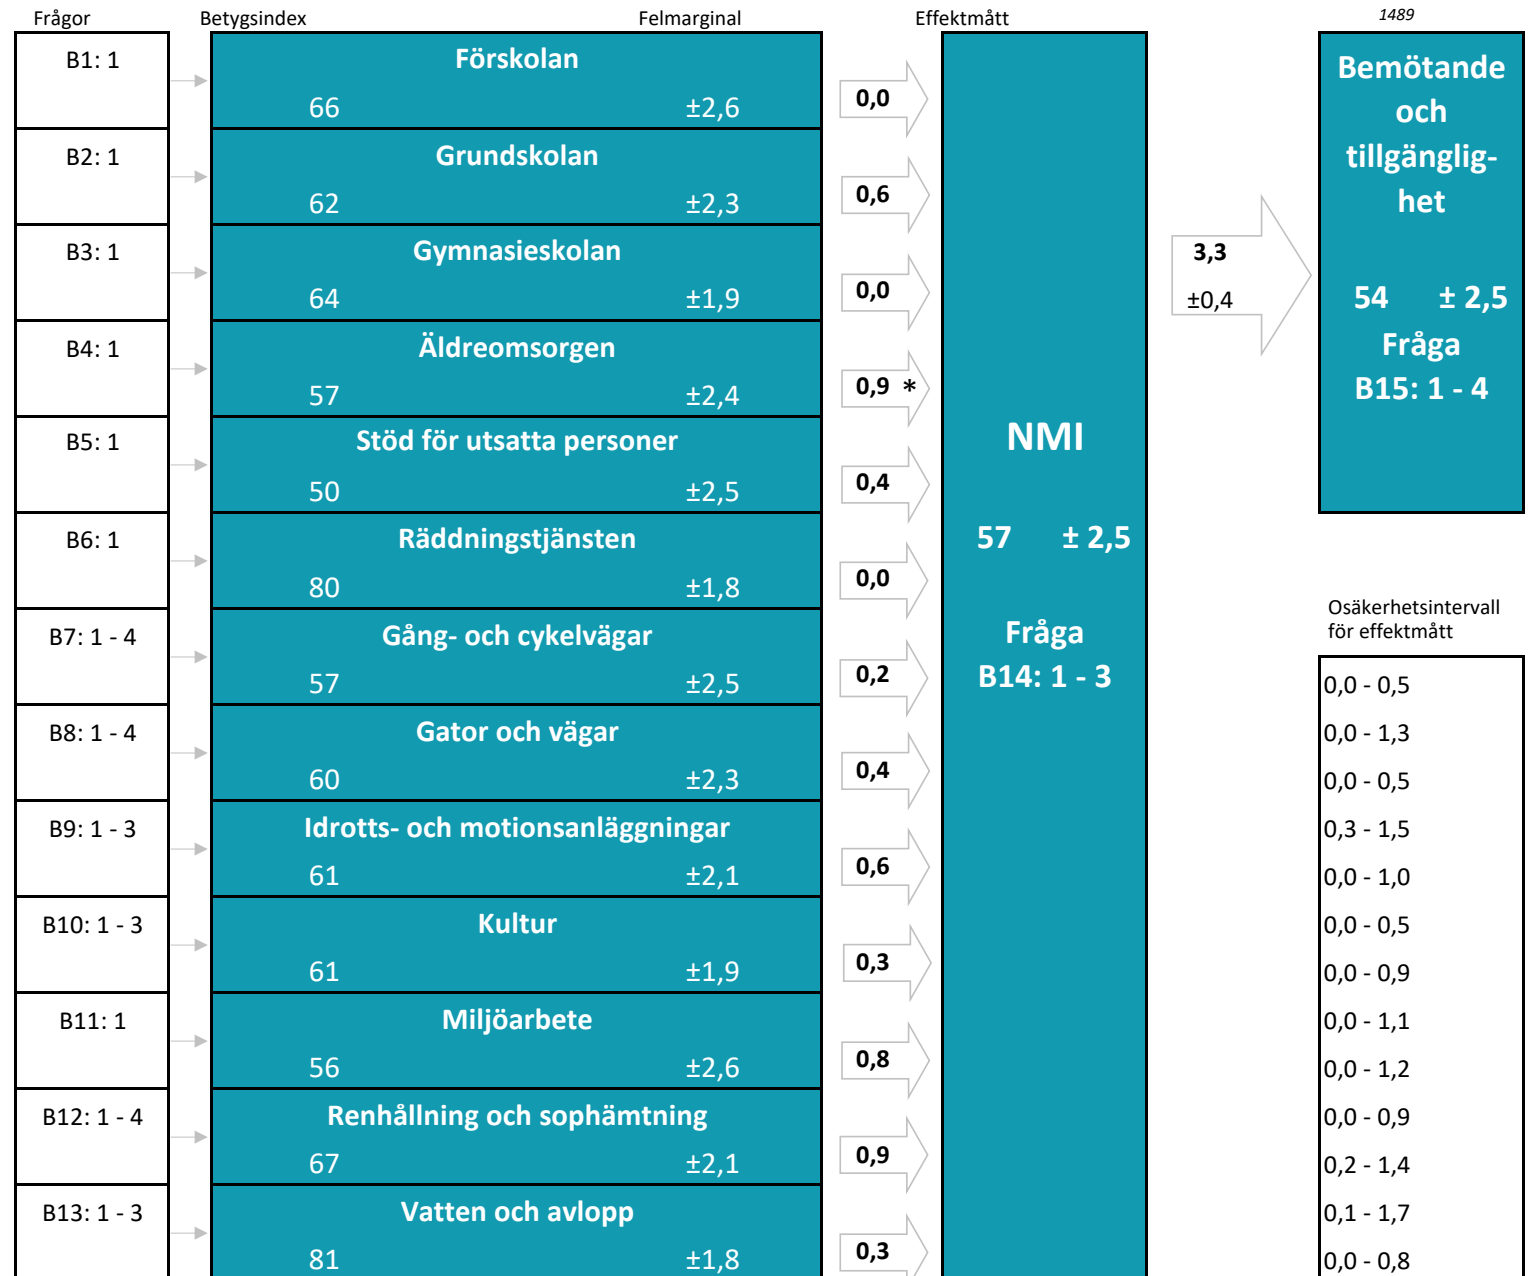 Frågor Betygsindex Felmarginal Effektmått 1489
B1: 1
Förskolan
66 ±2,6
0,0
B2: 1
Grundskolan
62 ±2,3
0,6
B3: 1
Gymnasieskolan
64 ±1,9
0,0
B4: 1
Äldreomsorgen
57 ±2,4
0,9 *
B5: 1
Stöd för utsatta personer
50 ±2,5
0,4
B6: 1
Räddningstjänsten
80 ±1,8
0,0
B7: 1 - 4
Gång- och cykelvägar
57 ±2,5
0,2
B8: 1 - 4
Gator och vägar
60 ±2,3
0,4
B9: 1 - 3
Idrotts- och motionsanläggningar
61 ±2,1
0,6
B10: 1 - 3
Kultur
61 ±1,9
0,3
B11: 1
Miljöarbete
56 ±2,6
0,8
B12: 1 - 4
Renhållning och sophämtning
67 ±2,1
0,9
B13: 1 - 3
Vatten och avlopp
81 ±1,8
0,3
NMI
57 ± 2,5
Fråga
B14: 1 - 3
3,3
±0,4
Bemötande
och
tillgänglig-
het
54 ± 2,5
Fråga
B15: 1 - 4
Osäkerhetsintervall
för effektmått
0,0 - 0,5
0,0 - 1,3
0,0 - 0,5
0,3 - 1,5
0,0 - 1,0
0,0 - 0,5
0,0 - 0,9
0,0 - 1,1
0,0 - 1,2
0,0 - 0,9
0,2 - 1,4
0,1 - 1,7
0,0 - 0,8